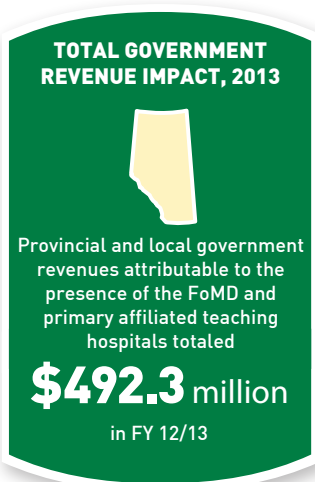 TOTAL GOVERNMENT
REVENUE IMPACT, 2013
Provincial and local government
revenues attributable to the
presence of the FoMD and
primary affiliated teaching
hospitals totaled
$492.3 million
in FY 12/13